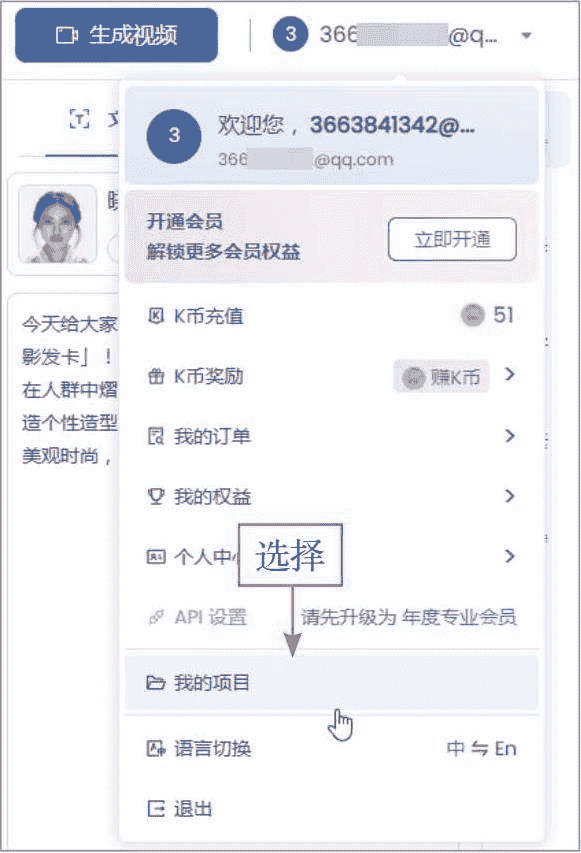 生成视频
3 366 @q...
T 文
3
欢迎您，3663841342@...
366 @qq.com
开通会员
解锁更多会员权益
立即开通
今天给大家
影发卡」！
在人群中熠
造个性造型
美观时尚，
K币充值 51
K币奖励 赚K币
我的订单
我的权益
个人中
选择
API 设置 请先升级为 年度专业会员
我的项目
语言切换 中 En
退出